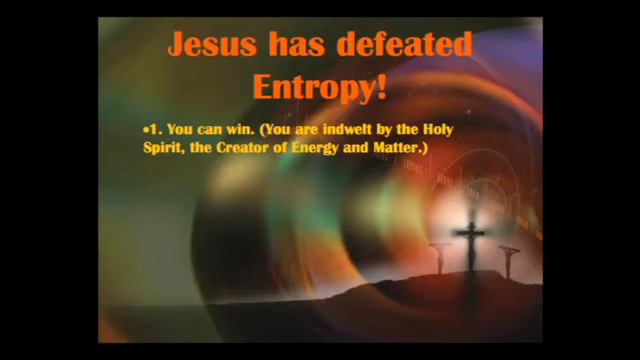 Jesus has defeated
Entropy!
•1. You can win. (You are indwelt by the Holy
Spirit, the Creator of Energy and Matter.)